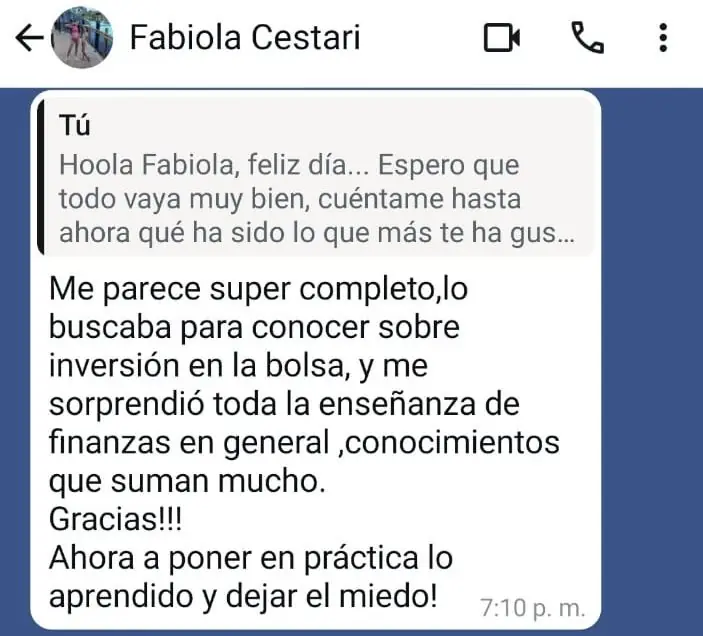 Fabiola Cestari
Tú
Hoola Fabiola, feliz día... Espero que
todo vaya muy bien, cuéntame hasta
ahora qué ha sido lo que más te ha gus...
Me parece super completo,lo
buscaba para conocer sobre
inversión en la bolsa, y me
sorprendió toda la enseñanza de
finanzas en general ,conocimientos
que suman mucho.
Gracias!!!
Ahora a poner en práctica lo
aprendido y dejar el miedo!
7:10 p. m.